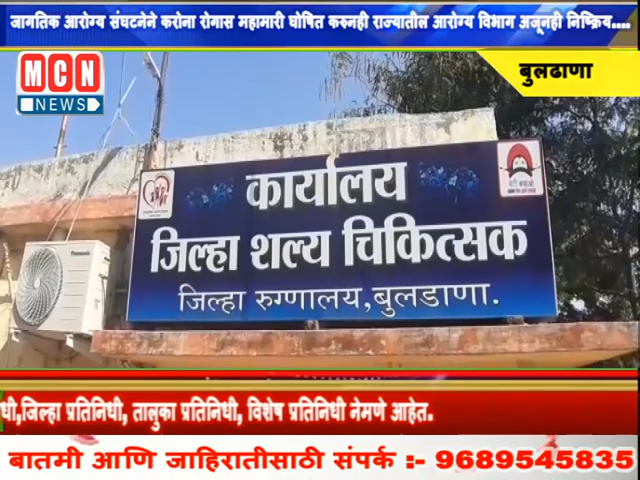 जागतिक आरोग्य संघटनेने करोना रोगास महामारी घोषित करुनही राज्यातील आरोग्य विभाग अजूनही निष्क्रिय....
MCN
NEWS
बुलढाणा
कार्यालय
जिल्हा शल्य चिकित्सक
जिल्हा रुग्णालय,बुलडाणा.
Panasonic
धी,जिल्हा प्रतिनिधी, तालुका प्रतिनिधी, विशेष प्रतिनिधी नेमणे आहेत.
बातमी आणि जाहिरातीसाठी संपर्क :- 9689545835